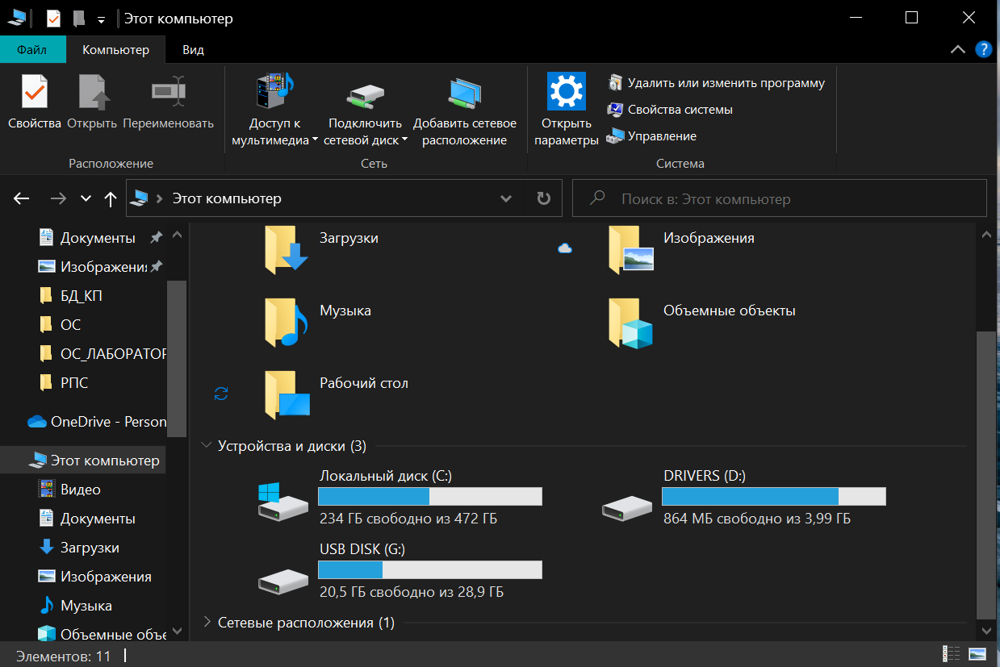 Этот компьютер
Файл Компьютер Вид ?
Свойства Открыть Переименовать
Расположение
Доступ к мультимедиа
Подключить сетевой диск
Добавить сетевое расположение
Сеть
Открыть параметры
Удалить или изменить программу
Свойства системы
Управление
Система
Этот компьютер
Поиск в: Этот компьютер
Документы
Изображения
БД_КП
ОС
ОС_ЛАБОРАТОР
РПС
OneDrive - Person
Этот компьютер
Видео
Документы
Загрузки
Изображения
Музыка
Объемные объе
Загрузки
Изображения
Музыка
Объемные объекты
Рабочий стол
Устройства и диски (3)
Локальный диск (C:)
234 ГБ свободно из 472 ГБ
DRIVERS (D:)
864 МБ свободно из 3,99 ГБ
USB DISK (G:)
20,5 ГБ свободно из 28,9 ГБ
Сетевые расположения (1)
Элементов: 11